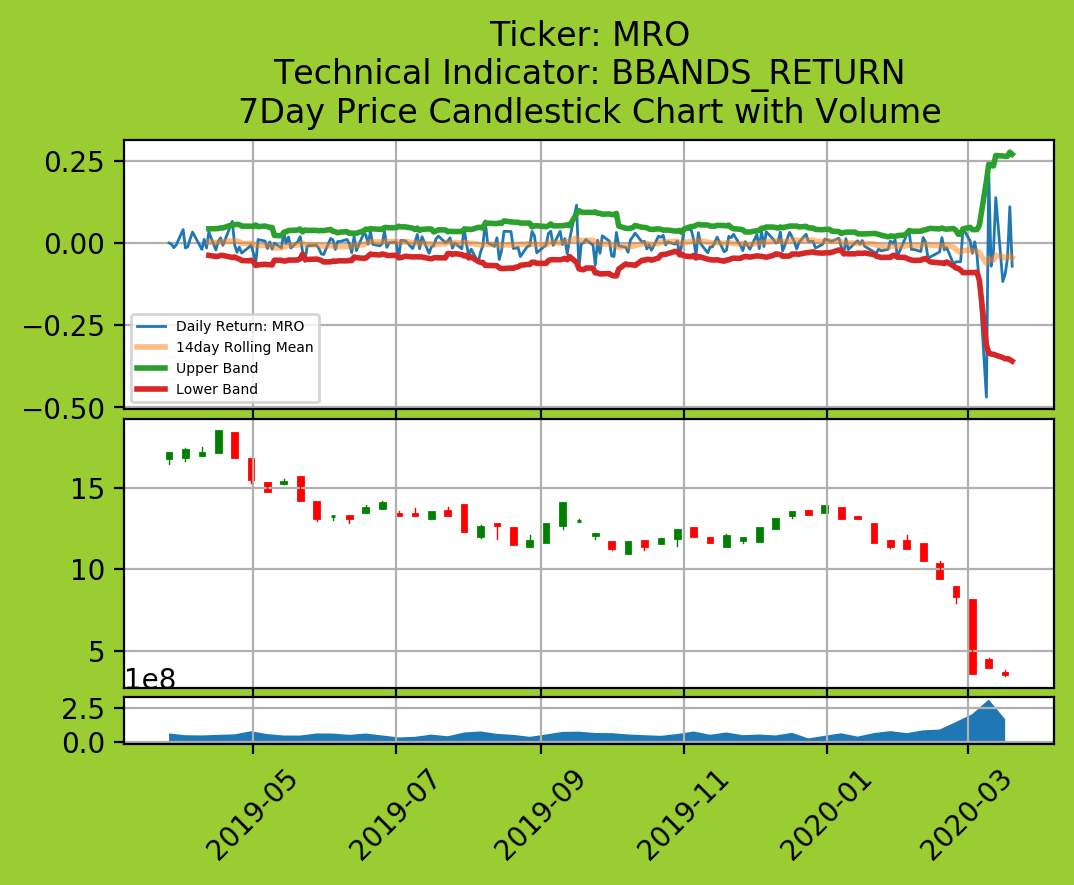 Ticker: MRO
Technical Indicator: BBANDS_RETURN
7Day Price Candlestick Chart with Volume
0.25
0.00
−0.25
−0.50
Daily Return: MRO
14day Rolling Mean
Upper Band
Lower Band
15
10
5
1e8
2.5
0.0
2019-05
2019-07
2019-09
2019-11
2020-01
2020-03